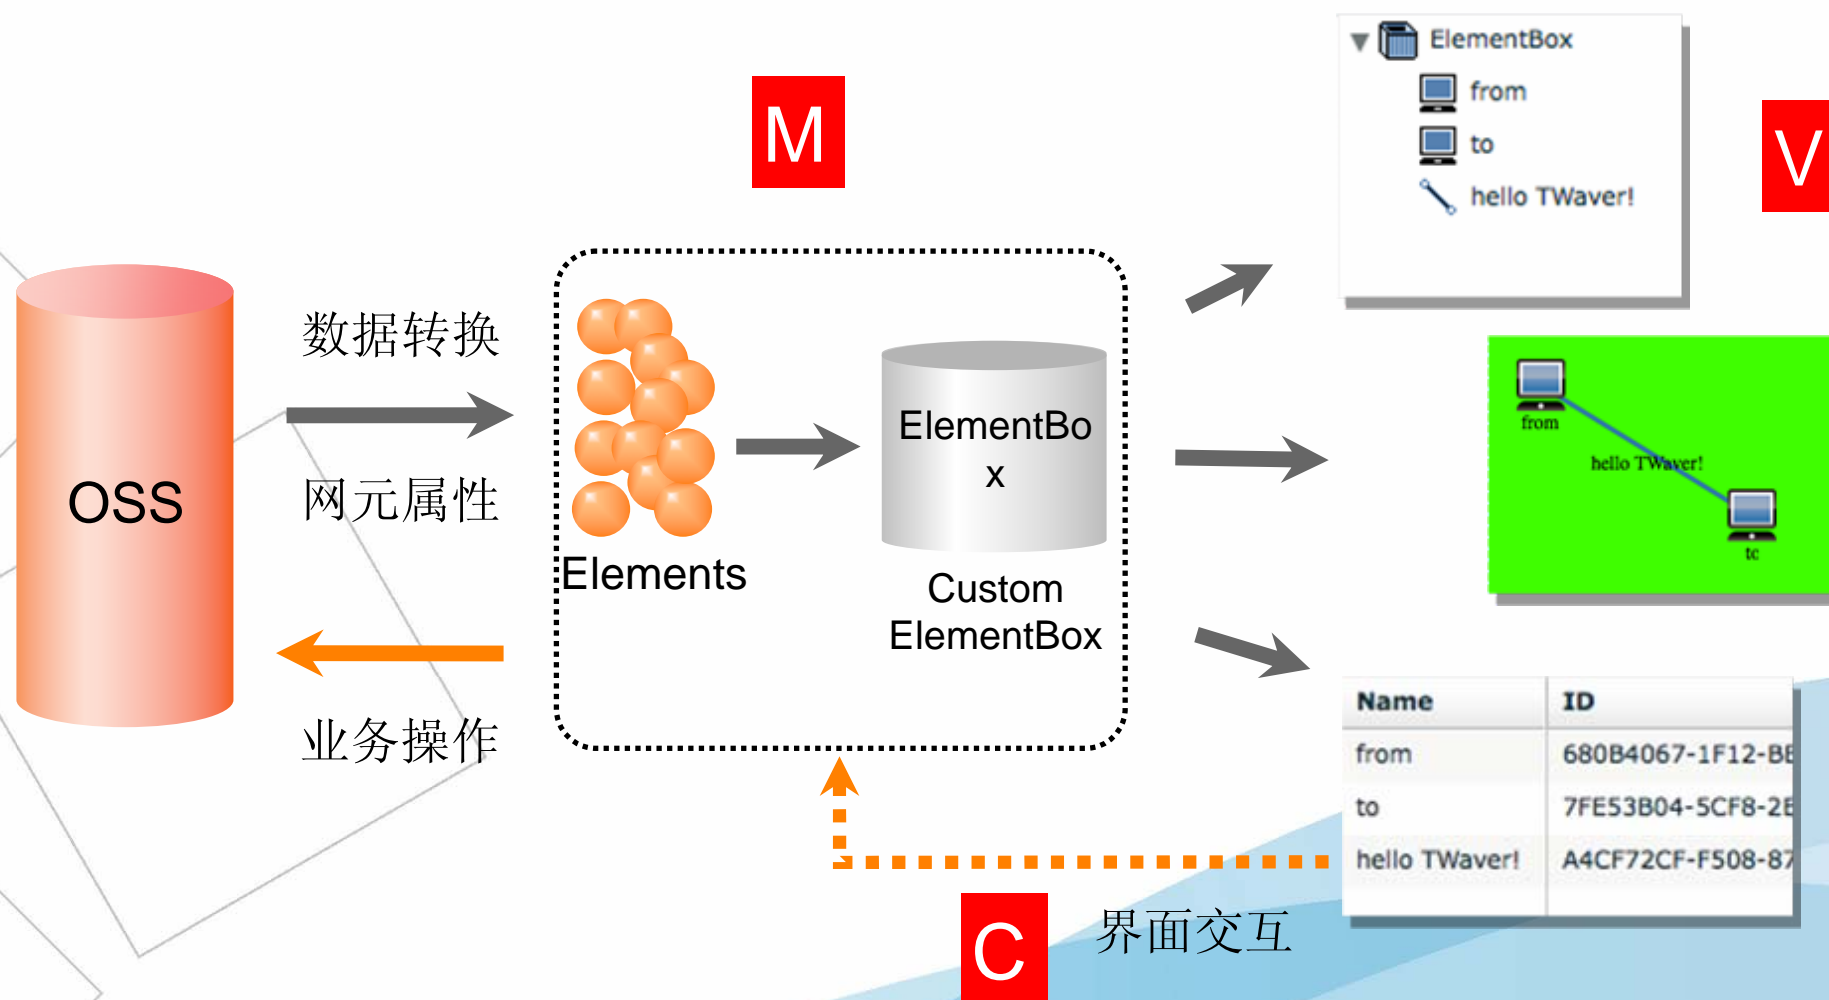 M
V
ElementBox
from
to
hello TWaver!
OSS
数据转换
网元属性
业务操作
Elements
ElementBo
x
Custom
ElementBox
from
hello TWaver!
tc
Name ID
from 680B4067-1F12-BE
to 7FE53B04-5CF8-2E
hello TWaver! A4CF72CF-F508-87
C
界面交互